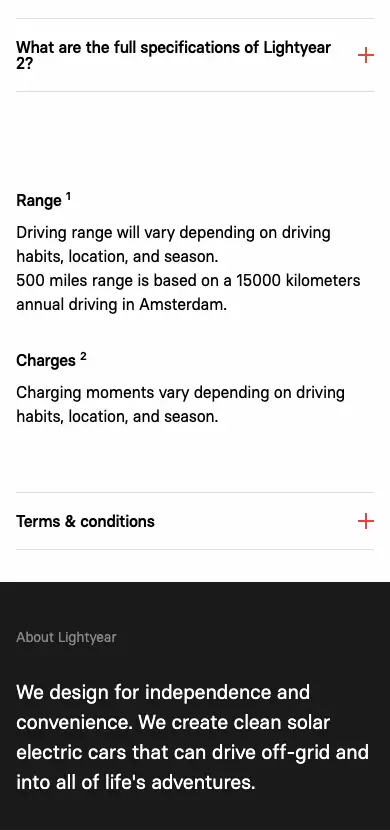 What are the full specifications of Lightyear
2?
Range 1
Driving range will vary depending on driving
habits, location, and season.
500 miles range is based on a 15000 kilometers
annual driving in Amsterdam.
Charges 2
Charging moments vary depending on driving
habits, location, and season.
Terms & conditions
About Lightyear
We design for independence and
convenience. We create clean solar
electric cars that can drive off-grid and
into all of life's adventures.